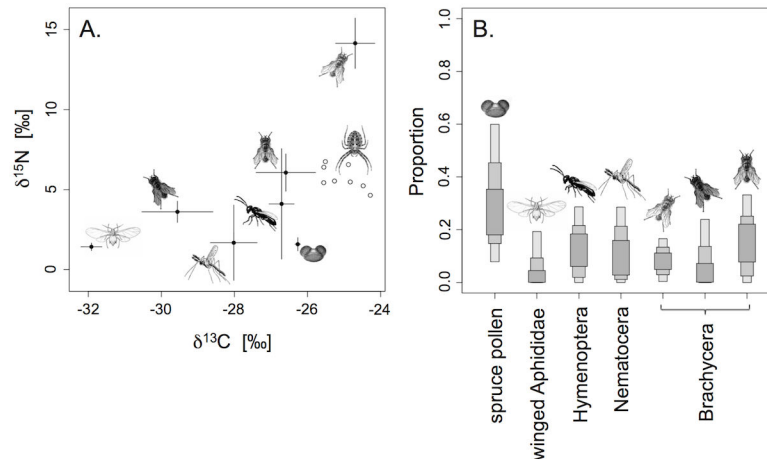 A.
δ15N [‰]
15
10
5
0
-32
-30
-28
-26
-24
δ13C [‰]
B.
Proportion
1.0
0.8
0.6
0.4
0.2
0.0
spruce pollen
winged Aphididae
Hymenoptera
Nematocera
Brachycera